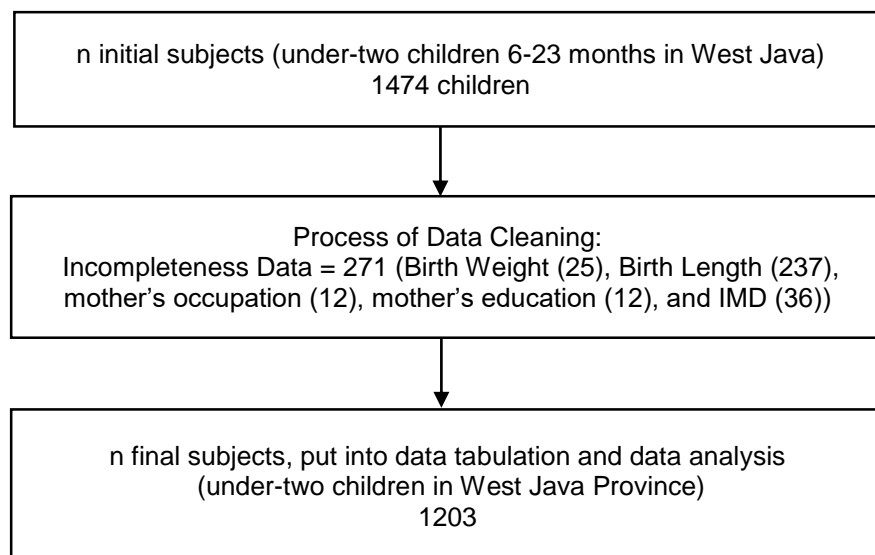 n initial subjects (under-two children 6-23 months in West Java)
1474 children
Process of Data Cleaning:
Incompleteness Data = 271 (Birth Weight (25), Birth Length (237),
mother’s occupation (12), mother’s education (12), and IMD (36))
n final subjects, put into data tabulation and data analysis
(under-two children in West Java Province)
1203